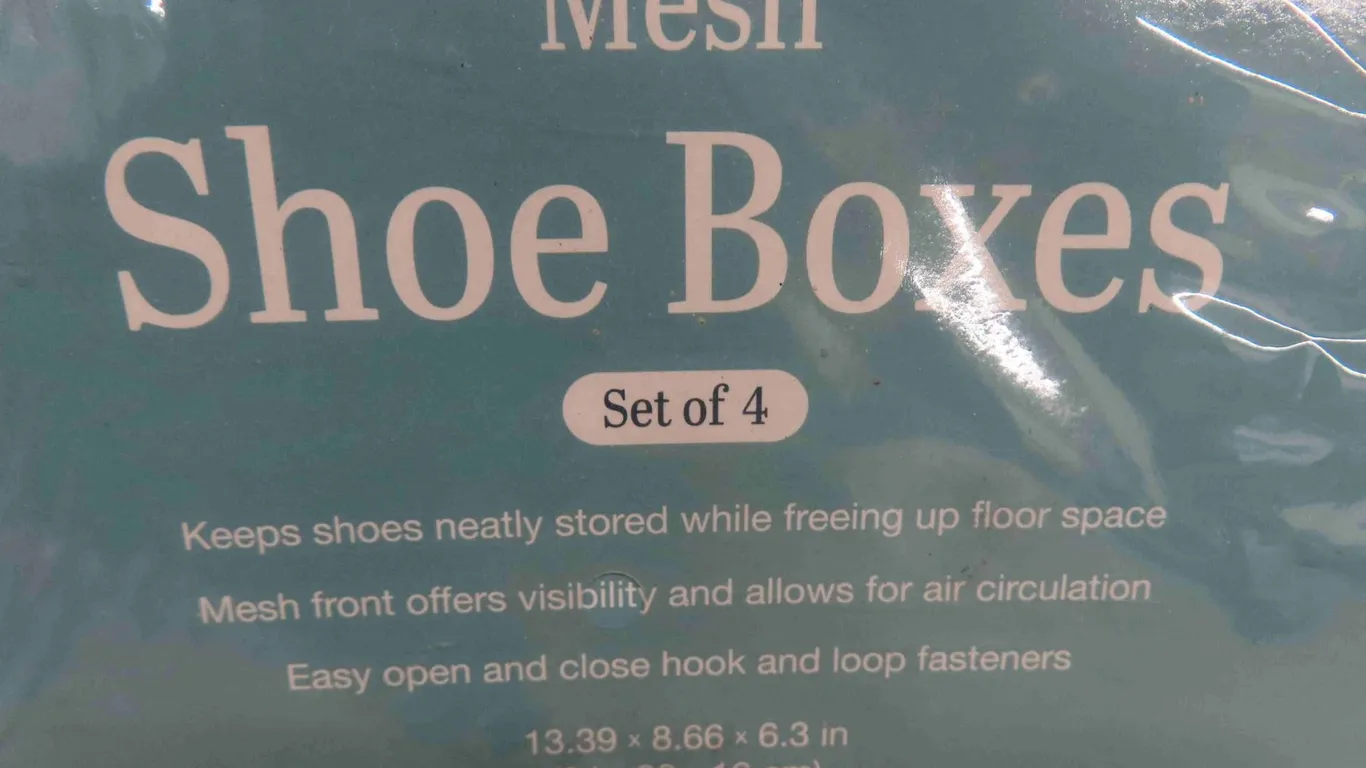 Mesh
Shoe Boxes
Set of 4
Keeps shoes neatly stored while freeing up floor space
Mesh front offers visibility and allows for air circulation
Easy open and close hook and loop fasteners
13.39 × 8.66 × 6.3 in